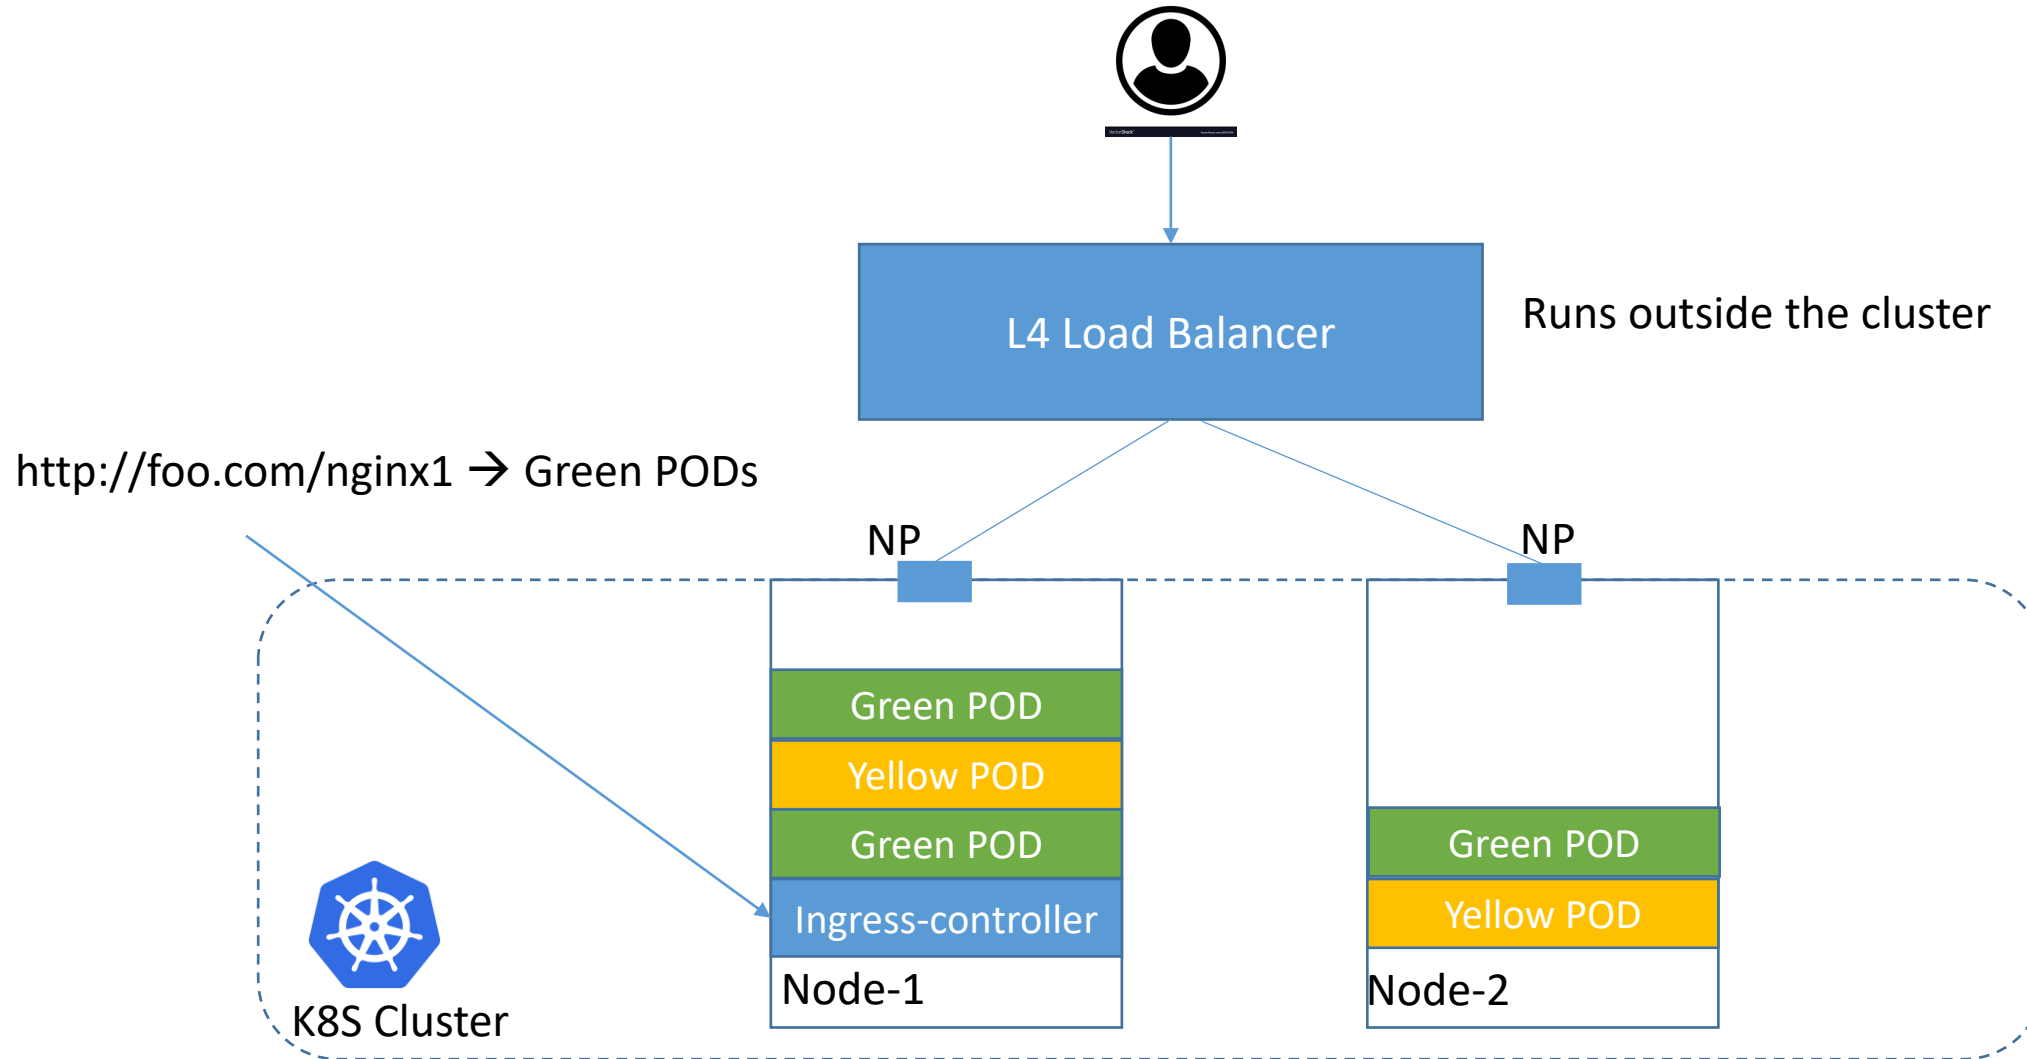 VectorStock
L4 Load Balancer
Runs outside the cluster
http://foo.com/nginx1 → Green PODs
NP
NP
Green POD
Yellow POD
Green POD
Ingress-controller
Node-1
Green POD
Yellow POD
Node-2
K8S Cluster